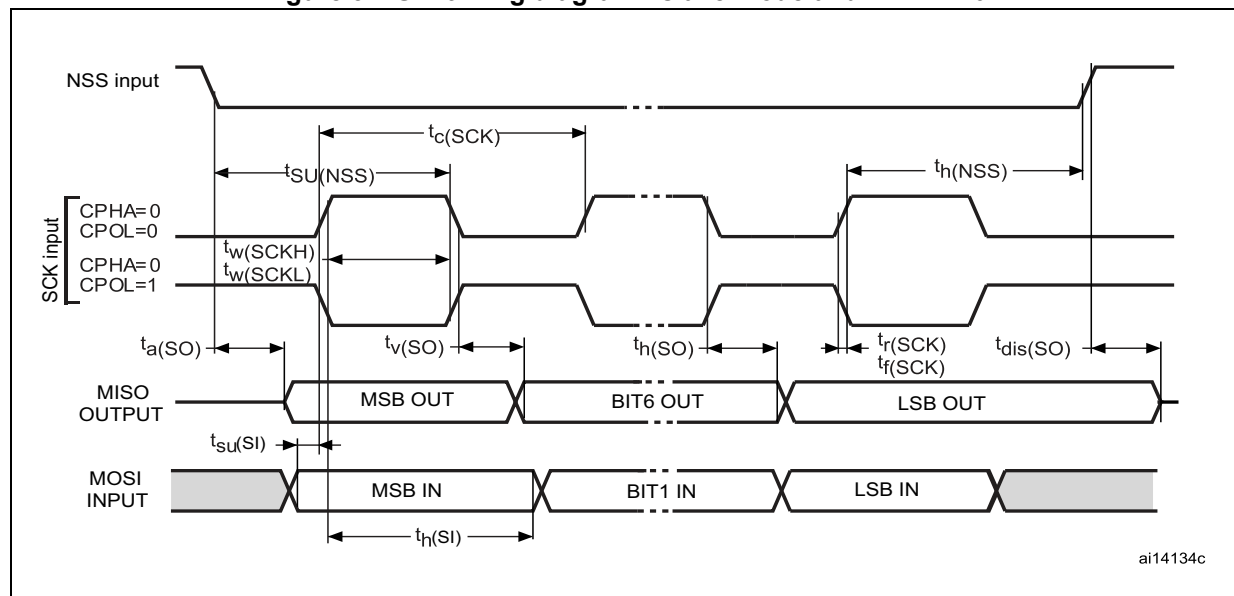 NSS input
tc(SCK)
tSU(NSS)
th(NSS)
SCK input
CPHA=0
CPOL=0
tw(SCKH)
tw(SCKL)
CPHA=0
CPOL=1
ta(SO)
tv(SO)
th(SO)
tr(SCK)
tf(SCK)
tdis(SO)
MISO
OUTPUT
MSB OUT
BIT6 OUT
LSB OUT
tsu(SI)
MOSI
INPUT
MSB IN
BIT1 IN
LSB IN
th(SI)
ai14134c